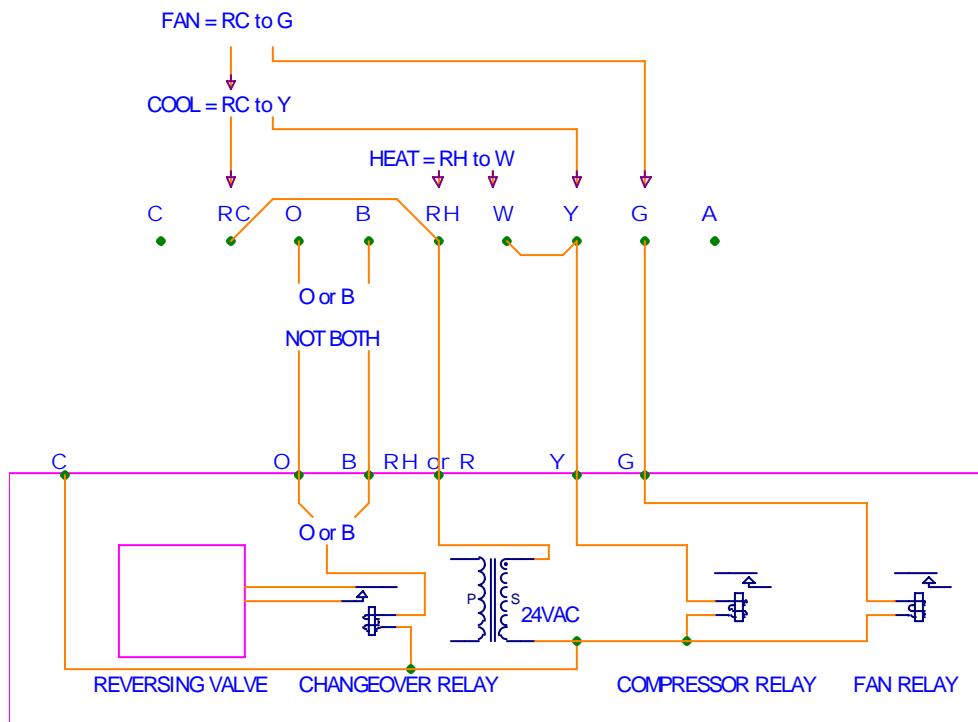 FAN = RC to G
COOL = RC to Y
HEAT = RH to W
C RC O B RH W Y G A
O or B
NOT BOTH
C O B RH or R Y G
O or B
P S
24VAC
REVERSING VALVE CHANGEOVER RELAY COMPRESSOR RELAY FAN RELAY